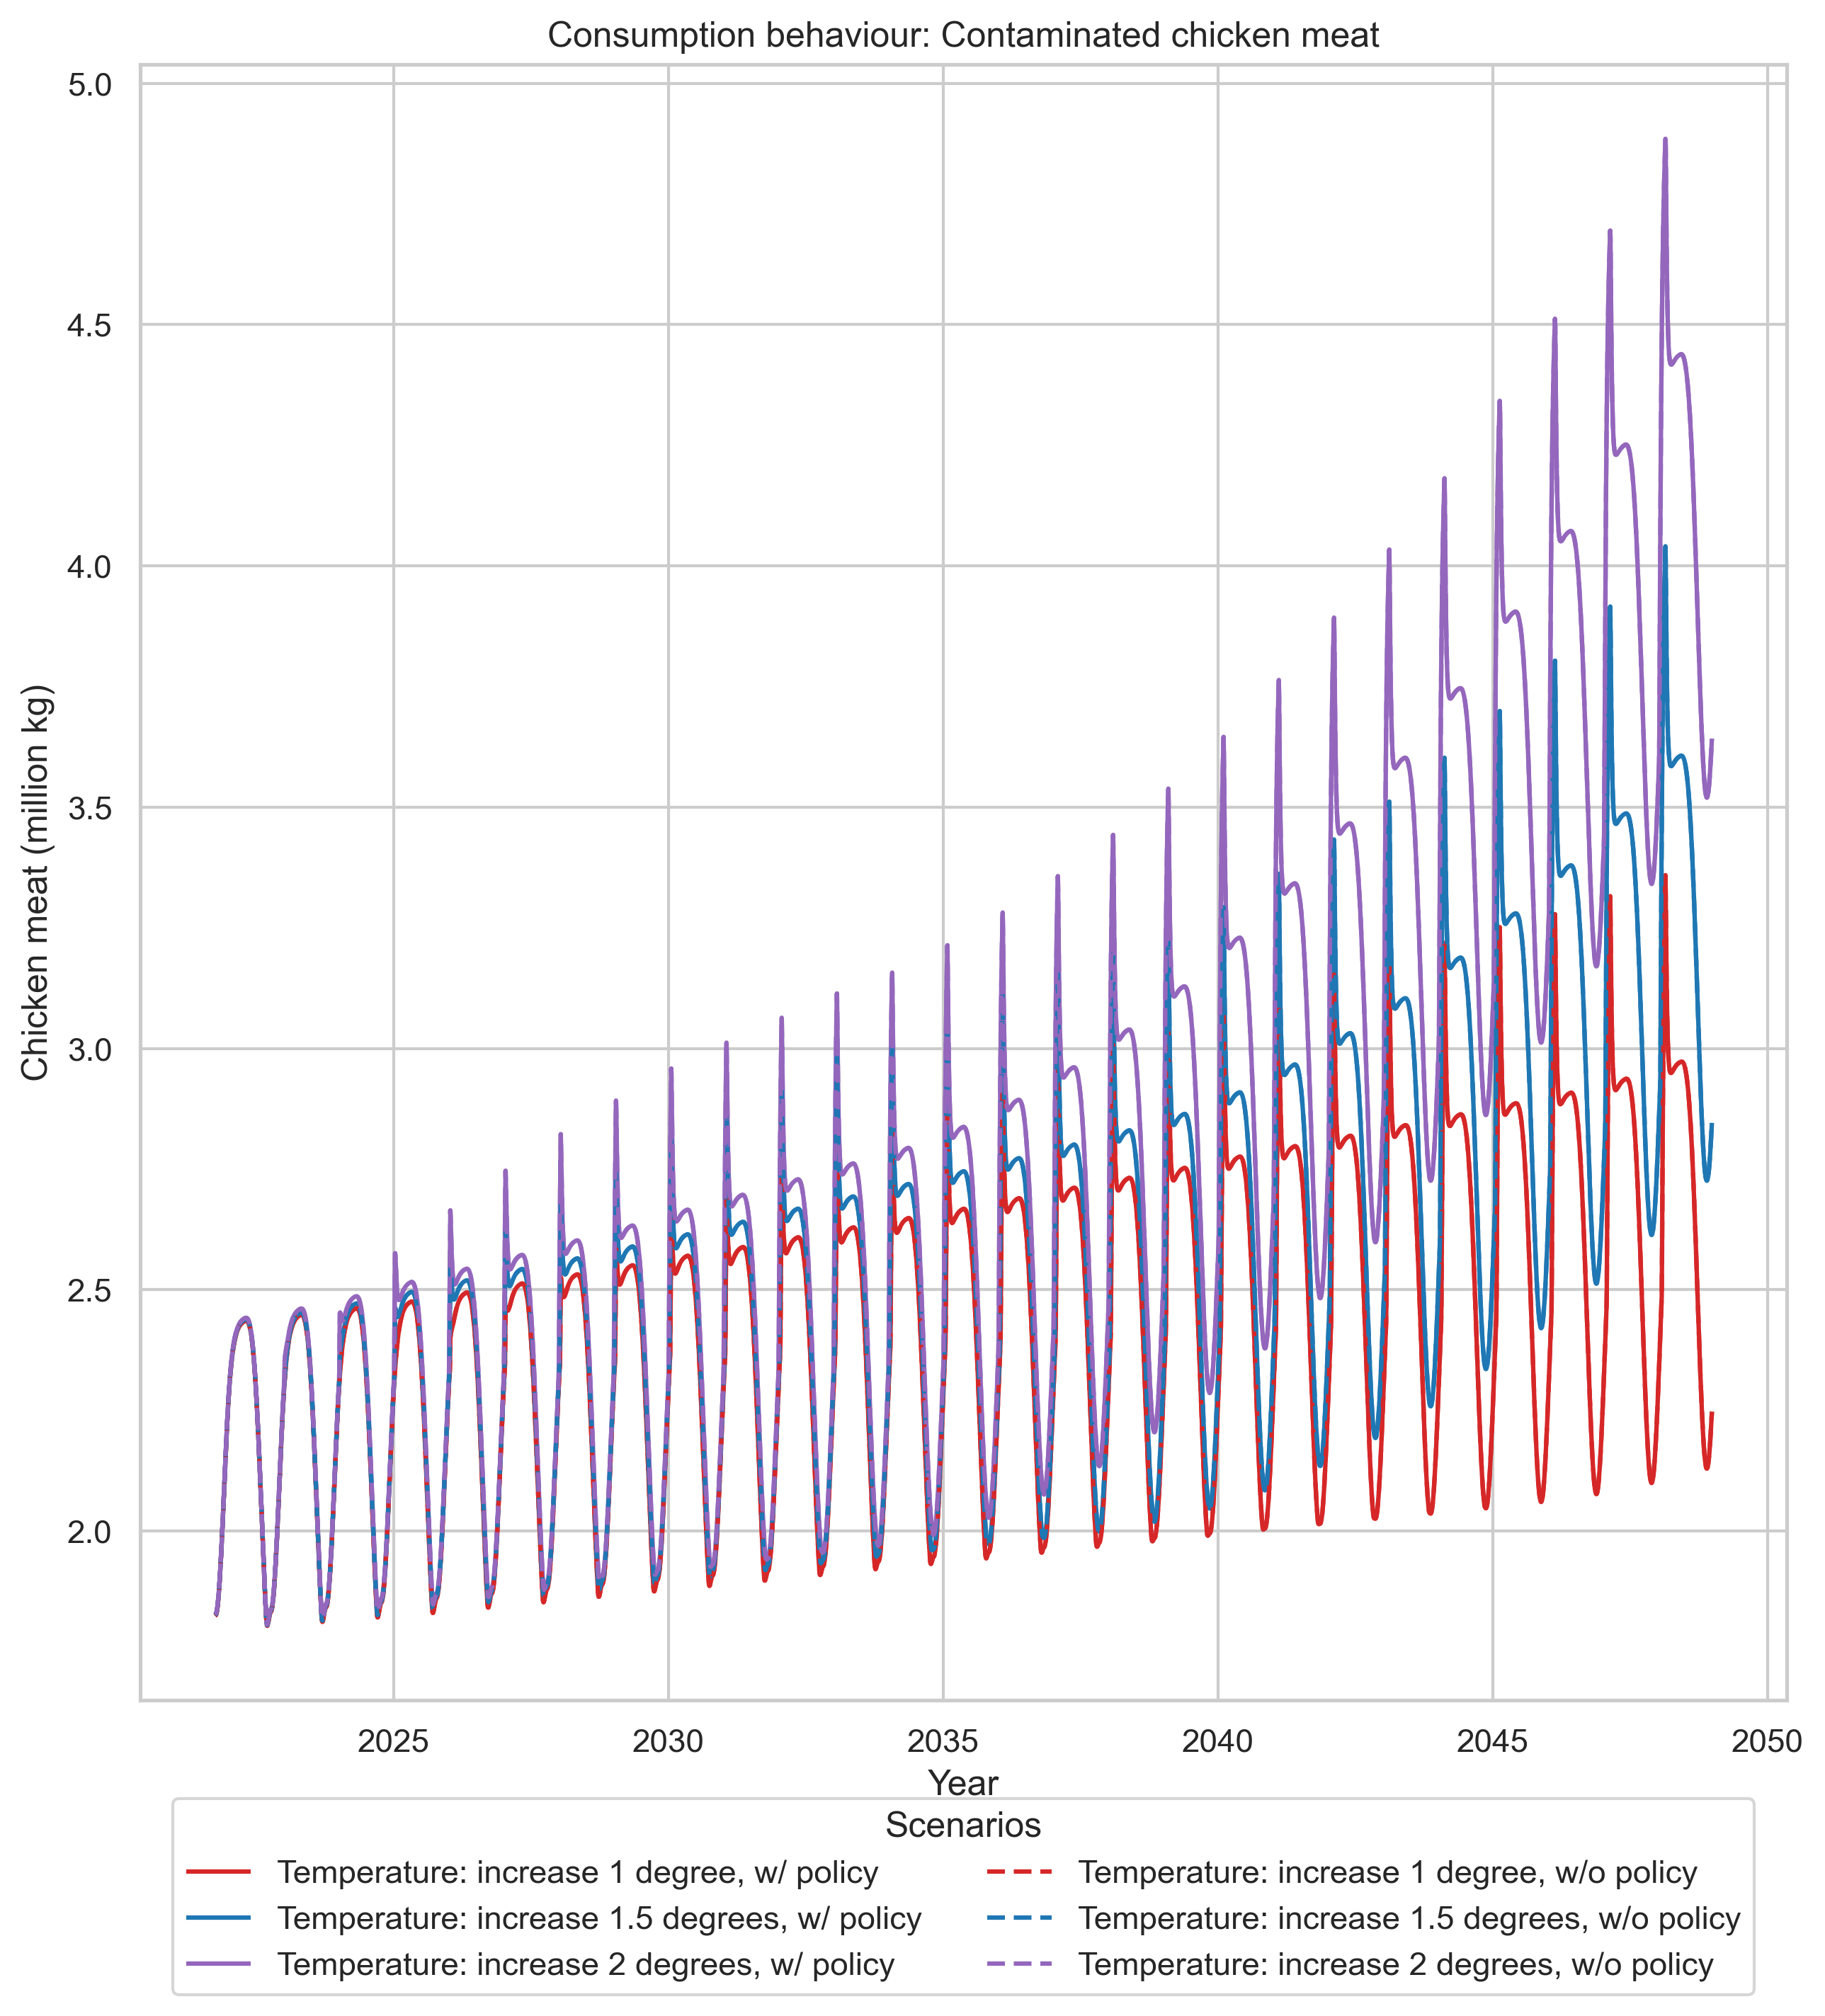 Consumption behaviour: Contaminated chicken meat
5.0
4.5
4.0
3.5
3.0
2.5
2.0
Chicken meat (million kg)
2025 2030 2035 2040 2045 2050
Year
Scenarios
Temperature: increase 1 degree, w/ policy
Temperature: increase 1.5 degrees, w/ policy
Temperature: increase 2 degrees, w/ policy
Temperature: increase 1 degree, w/o policy
Temperature: increase 1.5 degrees, w/o policy
Temperature: increase 2 degrees, w/o policy